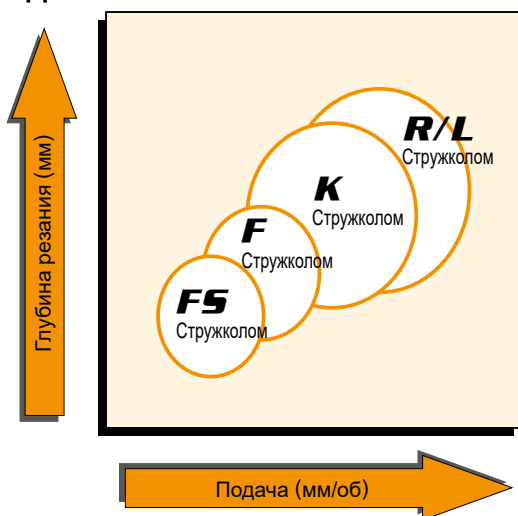 R/L
Стружколом
K
Стружколом
F
Стружколом
FS
Стружколом
Глубина резания (мм)
Подача (мм/об)